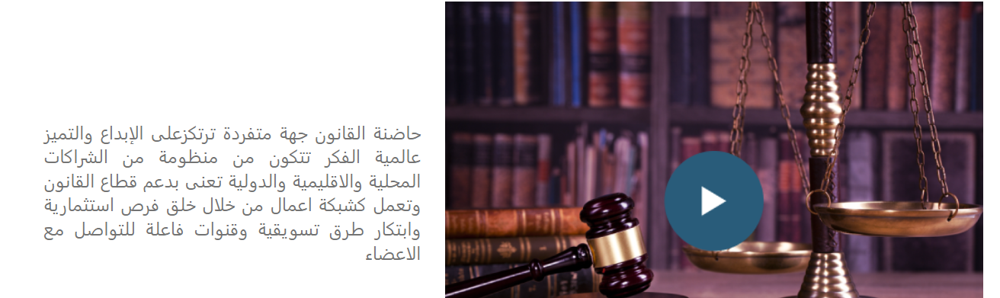 حاضنة القانون جهة متفردة ترتكزعلى الإبداع والتميز
عالمية الفكر تتكون من منظومة من الشراكات
المحلية والاقليمية والدولية تعنى بدعم قطاع القانون
وتعمل كشبكة اعمال من خلال خلق فرص استثمارية
وابتكار طرق تسويقية وقنوات فاعلة للتواصل مع
الاعضاء